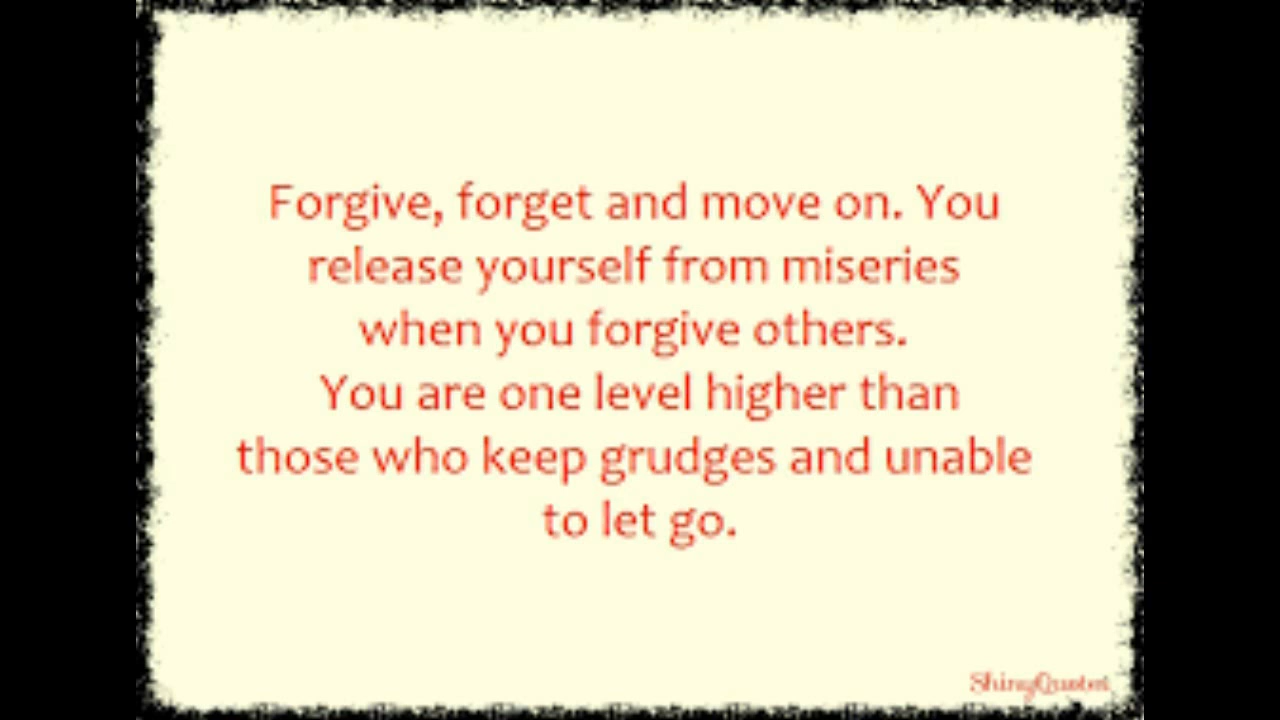 Forgive, forget and move on. You
release yourself from miseries
when you forgive others.
You are one level higher than
those who keep grudges and unable
to let go.
ShinyQuotes